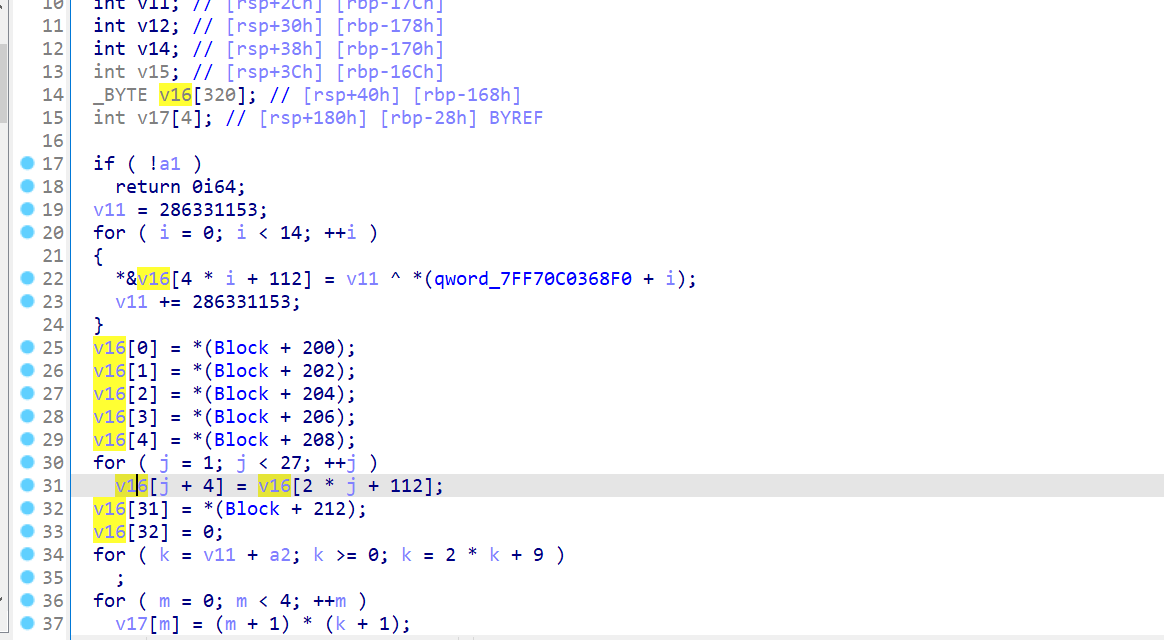 10 int v11; // [rsp+2Ch] [rbp-17Ch]
11 int v12; // [rsp+30h] [rbp-178h]
12 int v14; // [rsp+38h] [rbp-170h]
13 int v15; // [rsp+3Ch] [rbp-16Ch]
14 _BYTE v16[320]; // [rsp+40h] [rbp-168h]
15 int v17[4]; // [rsp+180h] [rbp-28h] BYREF
16
17 if ( !a1 )
18 return 0i64;
19 v11 = 286331153;
20 for ( i = 0; i < 14; ++i )
21 {
22 *&v16[4 * i + 112] = v11 ^ *(qword_7FF70C0368F0 + i);
23 v11 += 286331153;
24 }
25 v16[0] = *(Block + 200);
26 v16[1] = *(Block + 202);
27 v16[2] = *(Block + 204);
28 v16[3] = *(Block + 206);
29 v16[4] = *(Block + 208);
30 for ( j = 1; j < 27; ++j )
31 v16[j + 4] = v16[2 * j + 112];
32 v16[31] = *(Block + 212);
33 v16[32] = 0;
34 for ( k = v11 + a2; k >= 0; k = 2 * k + 9 )
35 ;
36 for ( m = 0; m < 4; ++m )
37 v17[m] = (m + 1) * (k + 1);